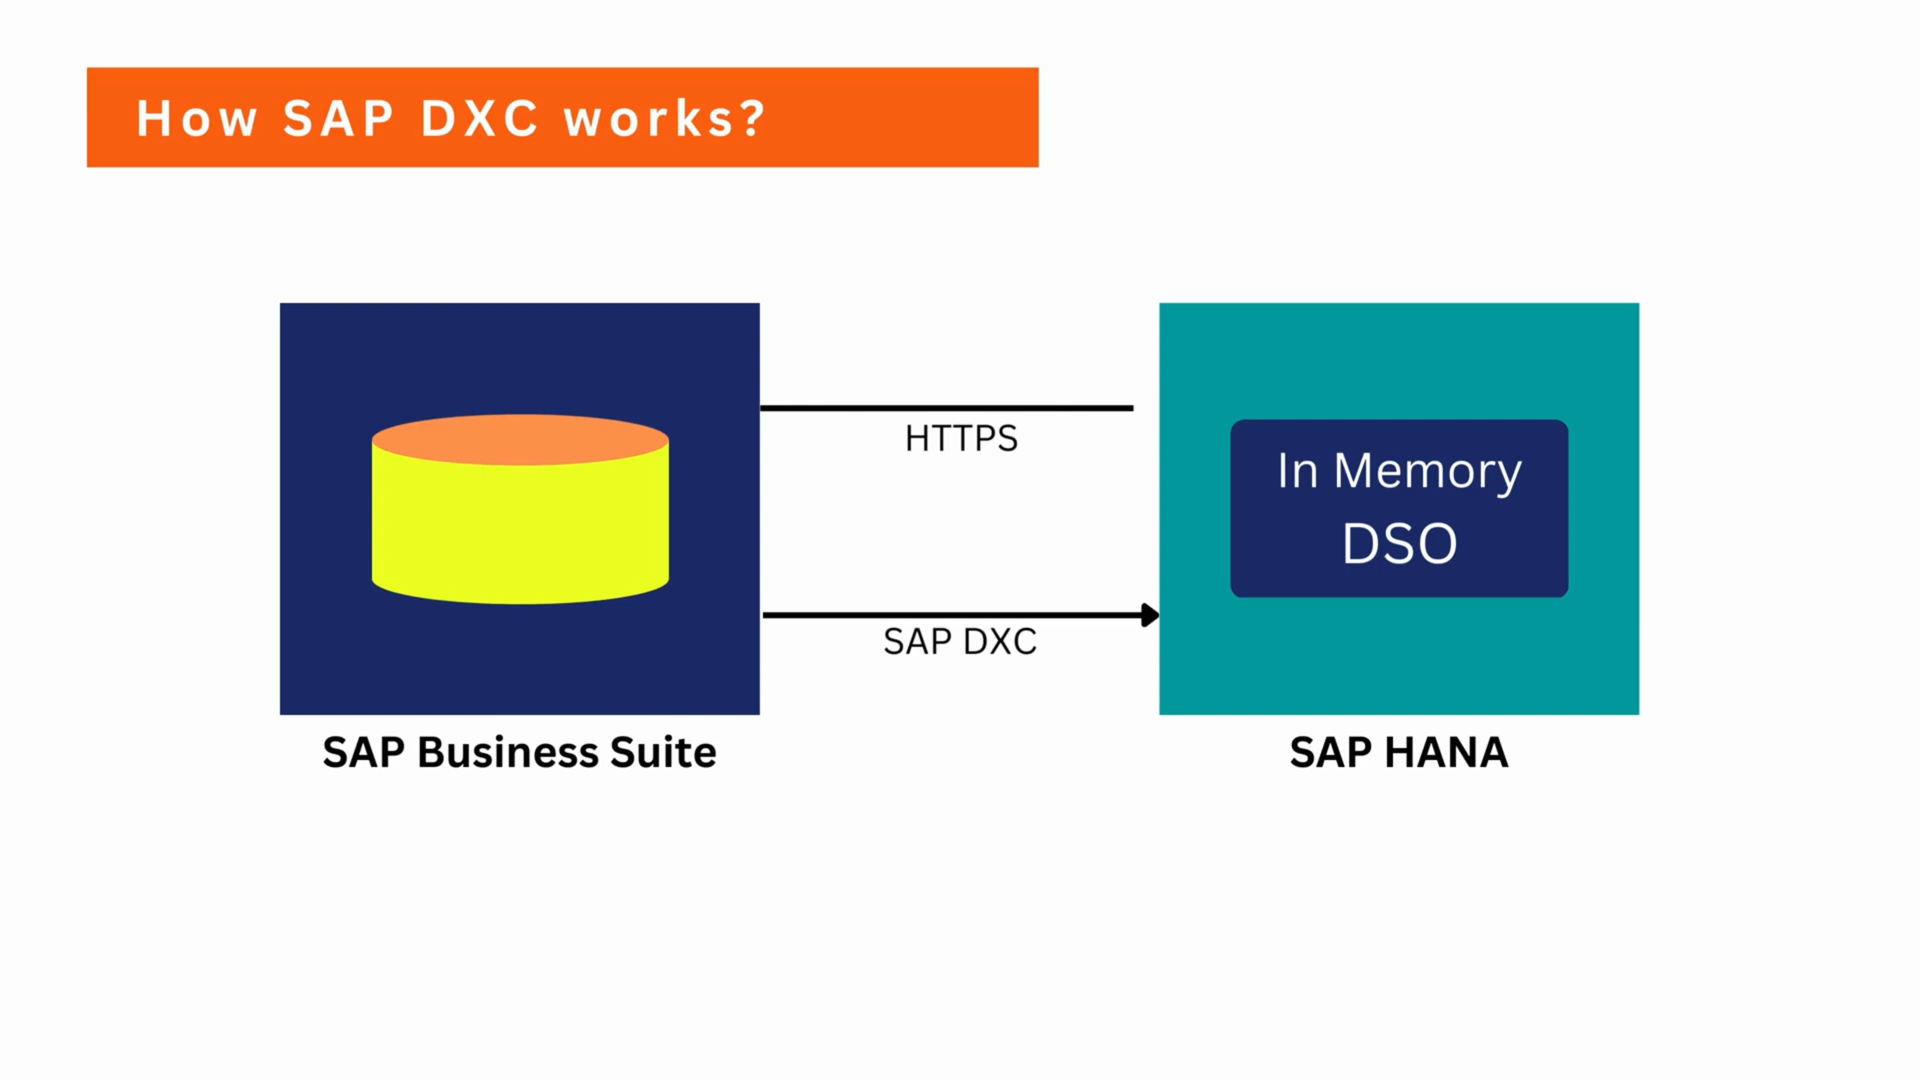 How SAP DXC works?
HTTPS
In Memory
DSO
SAP DXC
SAP Business Suite
SAP HANA